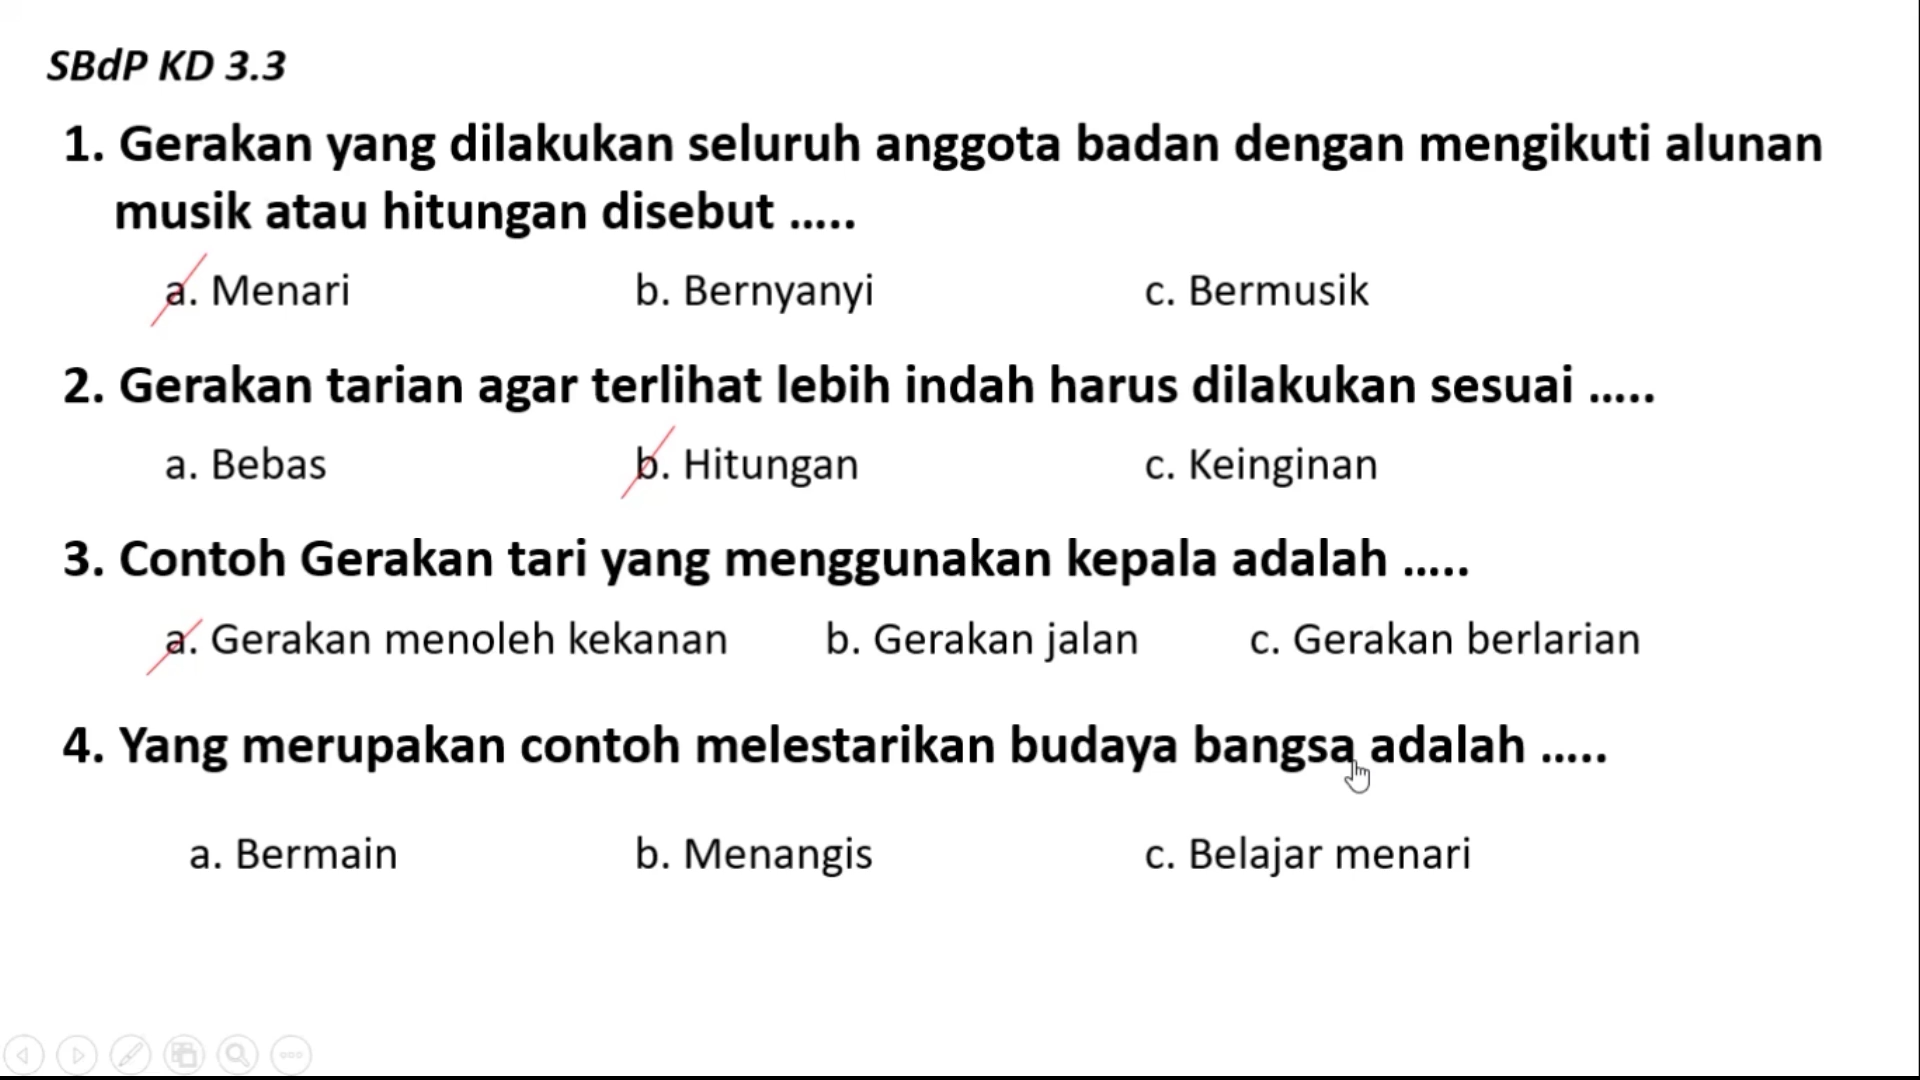 SBdP KD 3.3
1. Gerakan yang dilakukan seluruh anggota badan dengan mengikuti alunan
musik atau hitungan disebut .....
a. Menari b. Bernyanyi c. Bermusik
2. Gerakan tarian agar terlihat lebih indah harus dilakukan sesuai .....
a. Bebas b. Hitungan c. Keinginan
3. Contoh Gerakan tari yang menggunakan kepala adalah .....
a. Gerakan menoleh kekanan b. Gerakan jalan c. Gerakan berlarian
4. Yang merupakan contoh melestarikan budaya bangsa adalah .....
a. Bermain b. Menangis c. Belajar menari